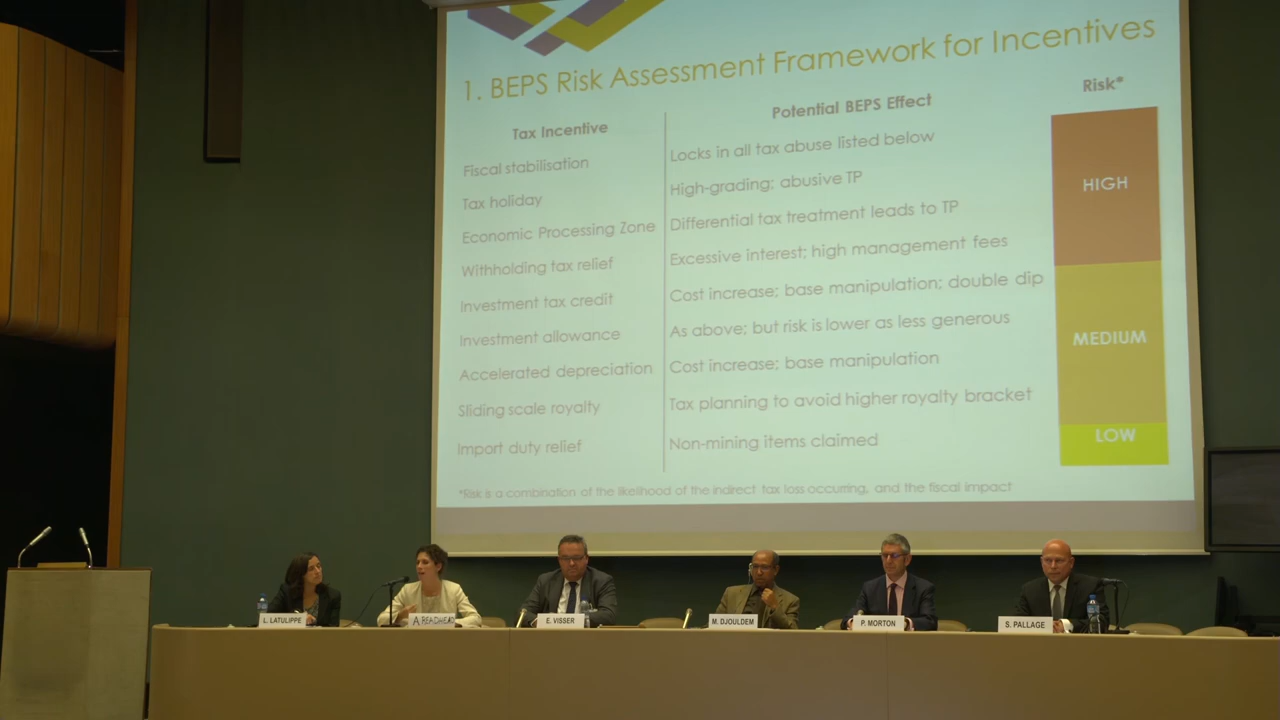 1. BEPS Risk Assessment Framework for Incentives
Tax Incentive Potential BEPS Effect Risk*
Fiscal stabilisation Locks in all tax abuse listed below
Tax holiday High-grading; abusive TP
HIGH
Economic Processing Zone Differential tax treatment leads to TP
Withholding tax relief Excessive interest; high management fees
Investment tax credit Cost increase; base manipulation; double dip
Investment allowance As above; but risk is lower as less generous
MEDIUM
Accelerated depreciation Cost increase; base manipulation
Sliding scale royalty Tax planning to avoid higher royalty bracket
Import duty relief Non-mining items claimed
LOW
*Risk is a combination of the likelihood of the indirect tax loss occurring, and the fiscal impact
L. LATULIPPE
A READHEAD
E. VISSER
M. DJOULDEM
P. MORTON
S. PALLAGE